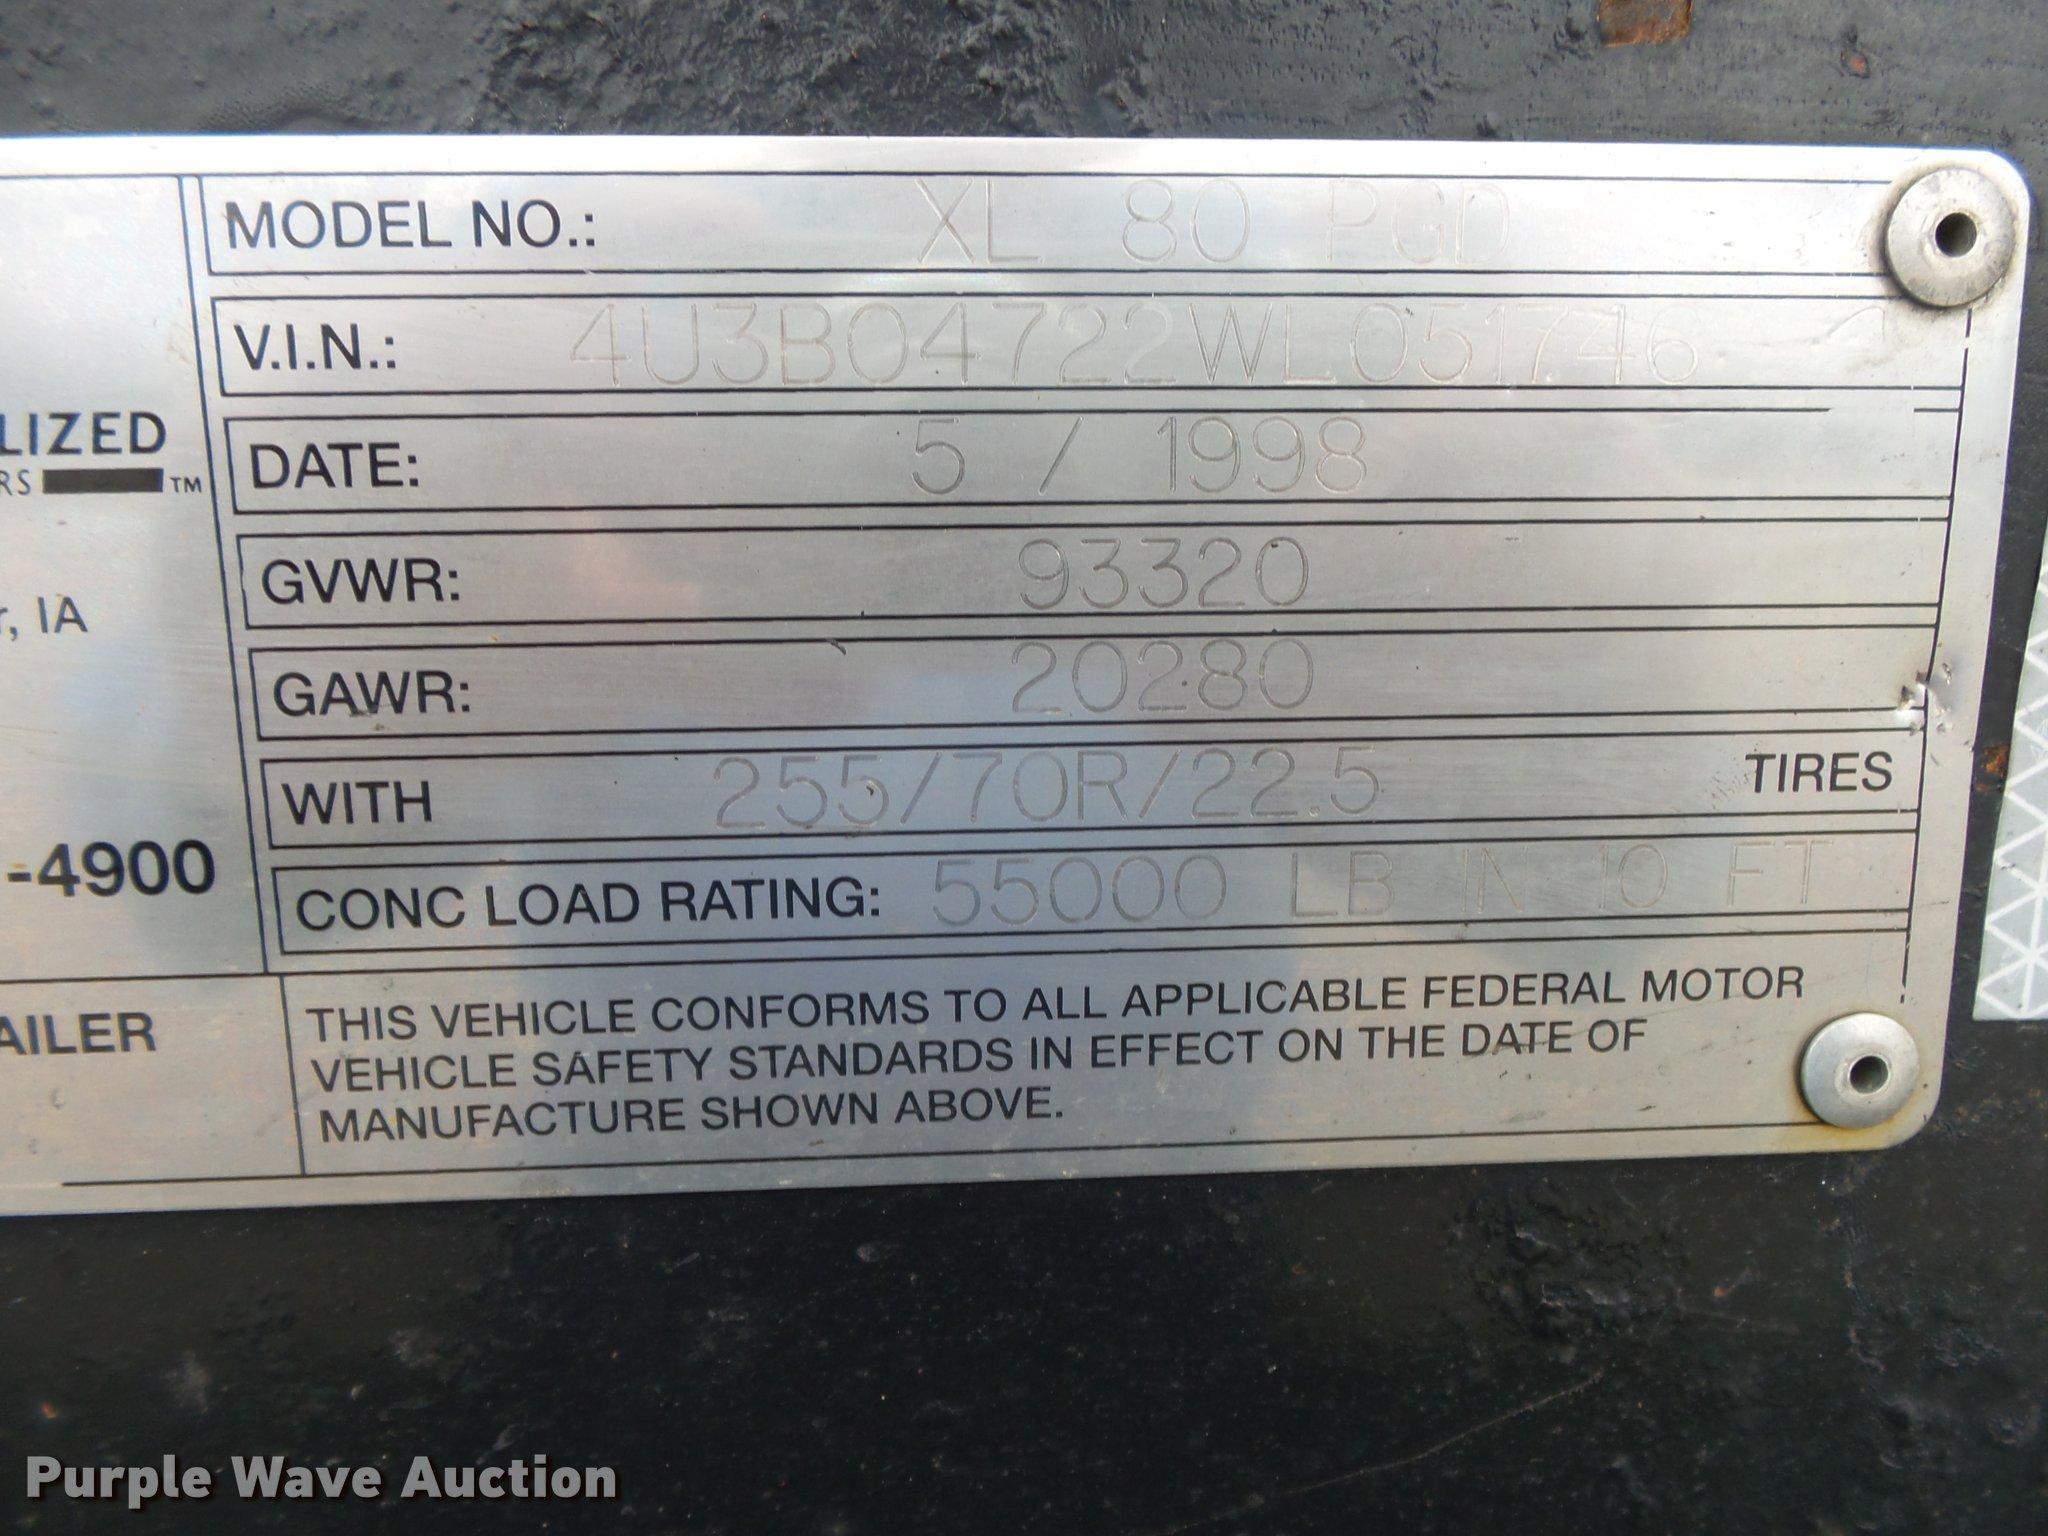 MODEL NO.: XL 80 PGD
V.I.N.: 4U3B04722WL051746
LIZED
RS ™
DATE: 5 / 1998
GVWR: 93320
r, IA
GAWR: 20280
WITH 255/70R/22.5 TIRES
-4900
CONC LOAD RATING: 55000 LB IN 10 FT
AILER
THIS VEHICLE CONFORMS TO ALL APPLICABLE FEDERAL MOTOR
VEHICLE SAFETY STANDARDS IN EFFECT ON THE DATE OF
MANUFACTURE SHOWN ABOVE.
Purple Wave Auction